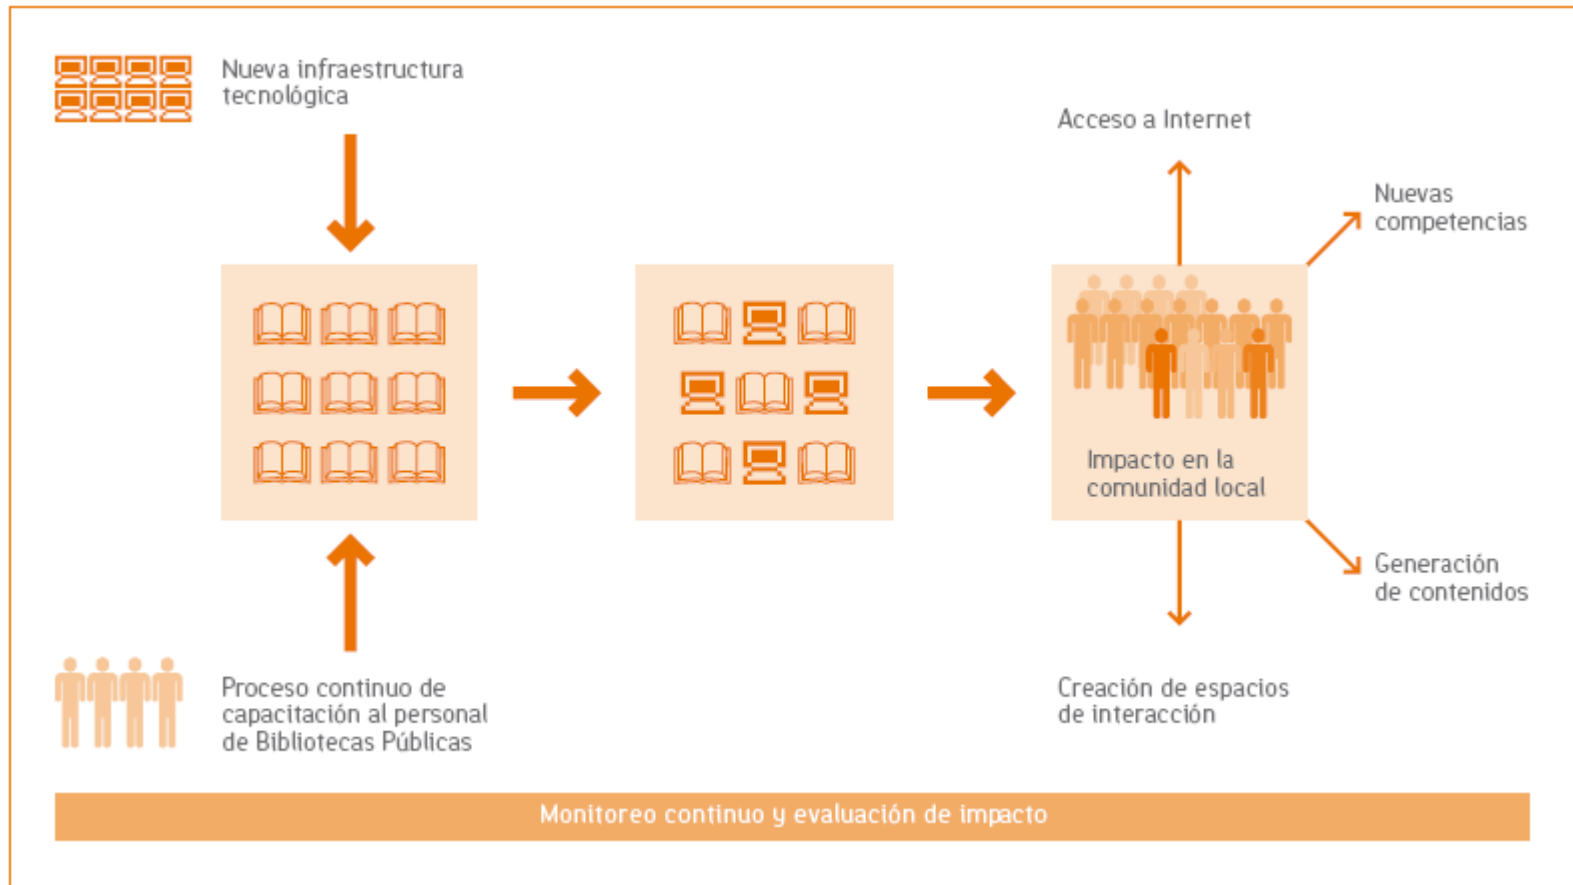 Nueva infraestructura
tecnológica
Acceso a Internet
Nuevas
competencias
Impacto en la
comunidad local
Generación
de contenidos
Proceso continuo de
capacitación al personal
de Bibliotecas Públicas
Creación de espacios
de interacción
Monitoreo continuo y evaluación de impacto